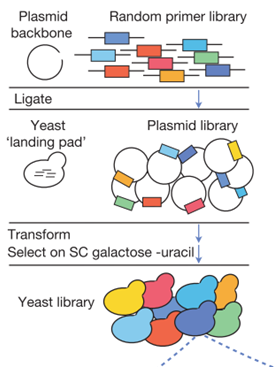 Plasmid backbone
Random primer library
Ligate
Yeast
'landing pad'
Plasmid library
Transform
Select on SC galactose -uracil
Yeast library